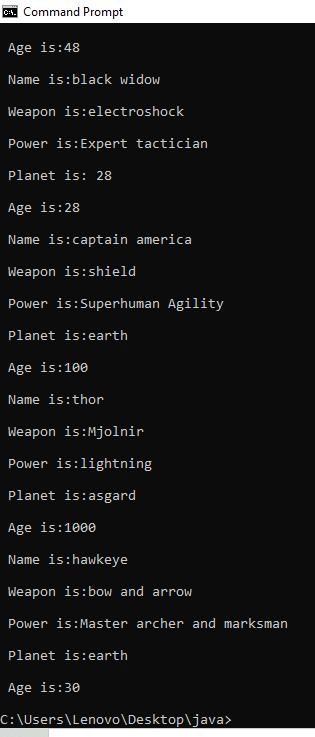 Command Prompt
Age is:48
Name is:black widow
Weapon is:electroshock
Power is:Expert tactician
Planet is: 28
Age is:28
Name is:captain america
Weapon is:shield
Power is:Superhuman Agility
Planet is:earth
Age is:100
Name is:thor
Weapon is:Mjolnir
Power is:lightning
Planet is:asgard
Age is:1000
Name is:hawkeye
Weapon is:bow and arrow
Power is:Master archer and marksman
Planet is:earth
Age is:30
C:\Users\Lenovo\Desktop\java>